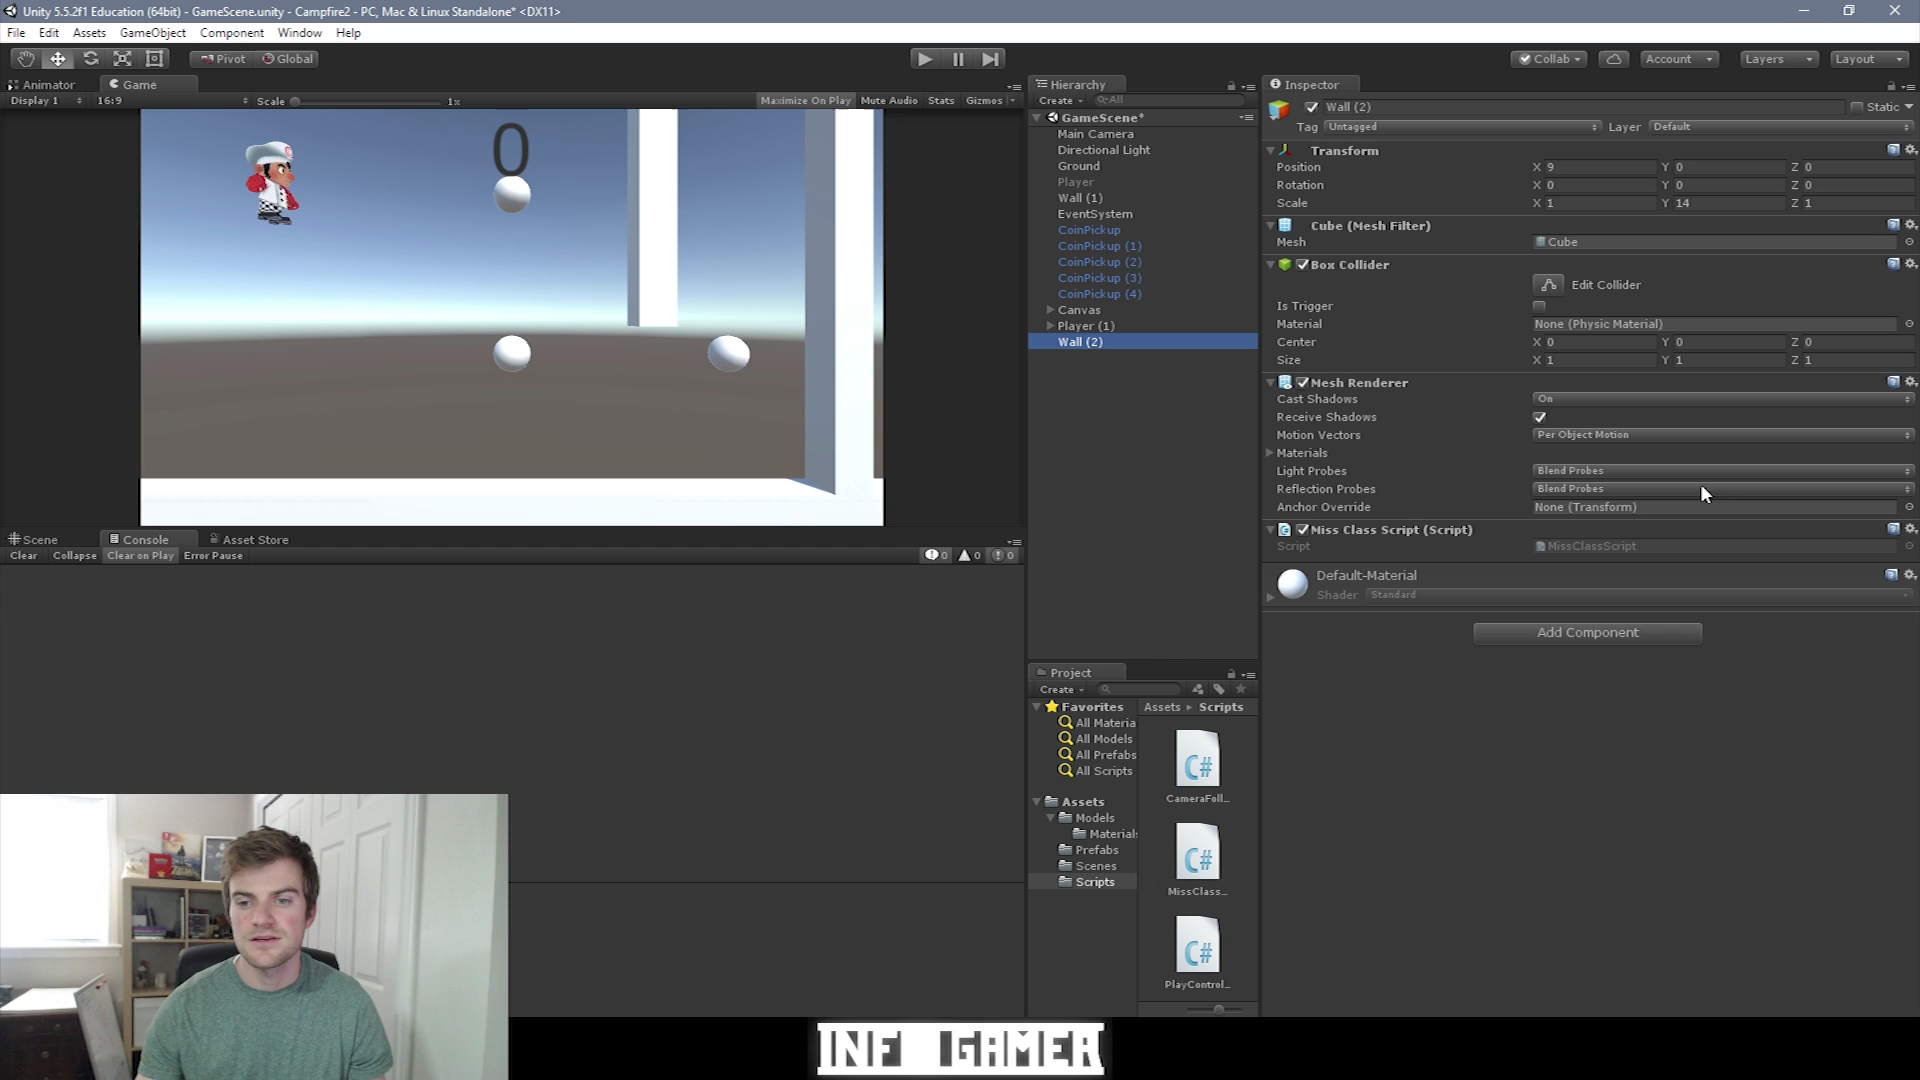 Unity 5.5.2f1 Education (64bit) - GameScene.unity - Campfire2 - PC, Mac & Linux Standalone* <DX11>
File Edit Assets GameObject Component Window Help
Pivot Global
Collab Account Layers Layout
Animator Game
Display 1 16:9 Scale 1x Maximize On Play Mute Audio Stats Gizmos
0
Scene Console Asset Store
Clear Collapse Clear on Play Error Pause 0 0 0
Hierarchy
Create All
GameScene*
Main Camera
Directional Light
Ground
Player
Wall (1)
EventSystem
CoinPickup
CoinPickup (1)
CoinPickup (2)
CoinPickup (3)
CoinPickup (4)
Canvas
Player (1)
Wall (2)
Project
Create
Favorites
All Materia
All Models
All Prefabs
All Scripts
Assets
Models
Materials
Prefabs
Scenes
Scripts
Assets Scripts
C#
CameraFoll...
C#
MissClass...
C#
PlayControl...
Inspector
Wall (2) Static
Tag Untagged Layer Default
Transform
Position X 9 Y 0 Z 0
Rotation X 0 Y 0 Z 0
Scale X 1 Y 14 Z 1
Cube (Mesh Filter)
Mesh Cube
Box Collider
Edit Collider
Is Trigger
Material None (Physic Material)
Center X 0 Y 0 Z 0
Size X 1 Y 1 Z 1
Mesh Renderer
Cast Shadows On
Receive Shadows
Motion Vectors Per Object Motion
Materials
Light Probes Blend Probes
Reflection Probes Blend Probes
Anchor Override None (Transform)
Miss Class Script (Script)
Script MissClassScript
Default-Material
Shader Standard
Add Component
INF GAMER